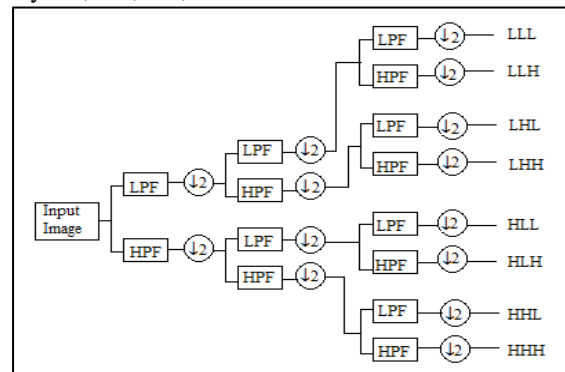 LPF ↓2 LLL
HPF ↓2 LLH
LPF ↓2 LHL
LPF ↓2
HPF ↓2 LHH
LPF ↓2 HPF ↓2
Input
Image
LPF ↓2 HLL
HPF ↓2 LPF ↓2
HPF ↓2 HLH
HPF ↓2
LPF ↓2 HHL
HPF ↓2 HHH